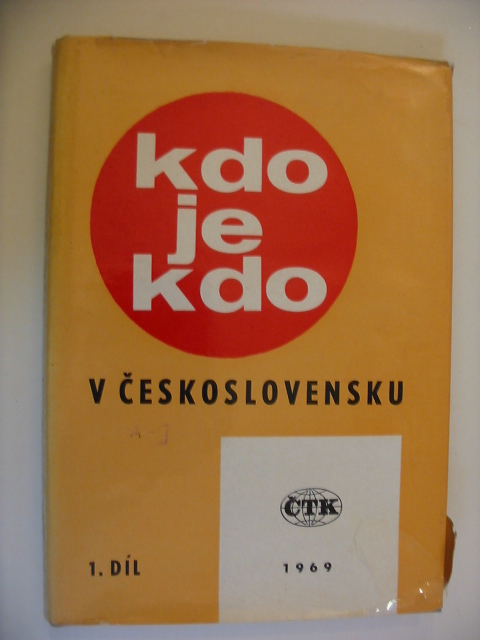 kdo
je
kdo
V ČESKOSLOVENSKU
A-J
ČTK
1. DÍL
1969